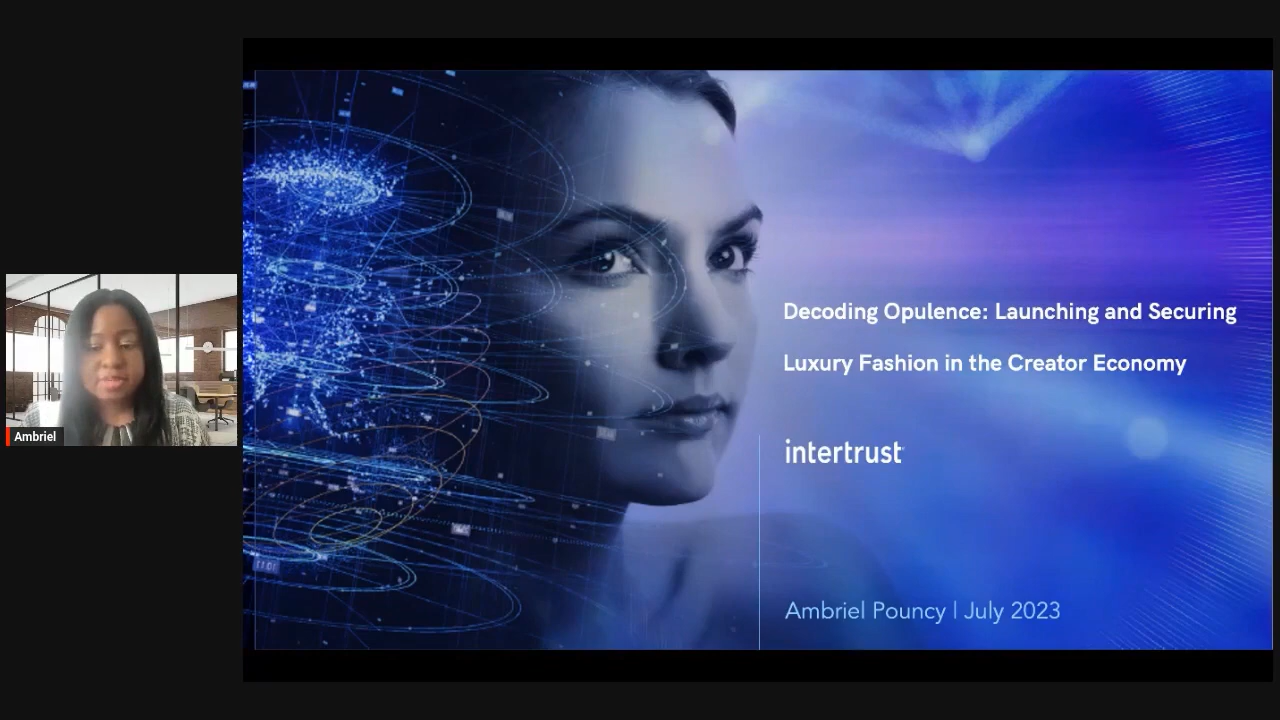 Decoding Opulence: Launching and Securing
Luxury Fashion in the Creator Economy
intertrust
Ambriel Pouncy | July 2023
Ambriel